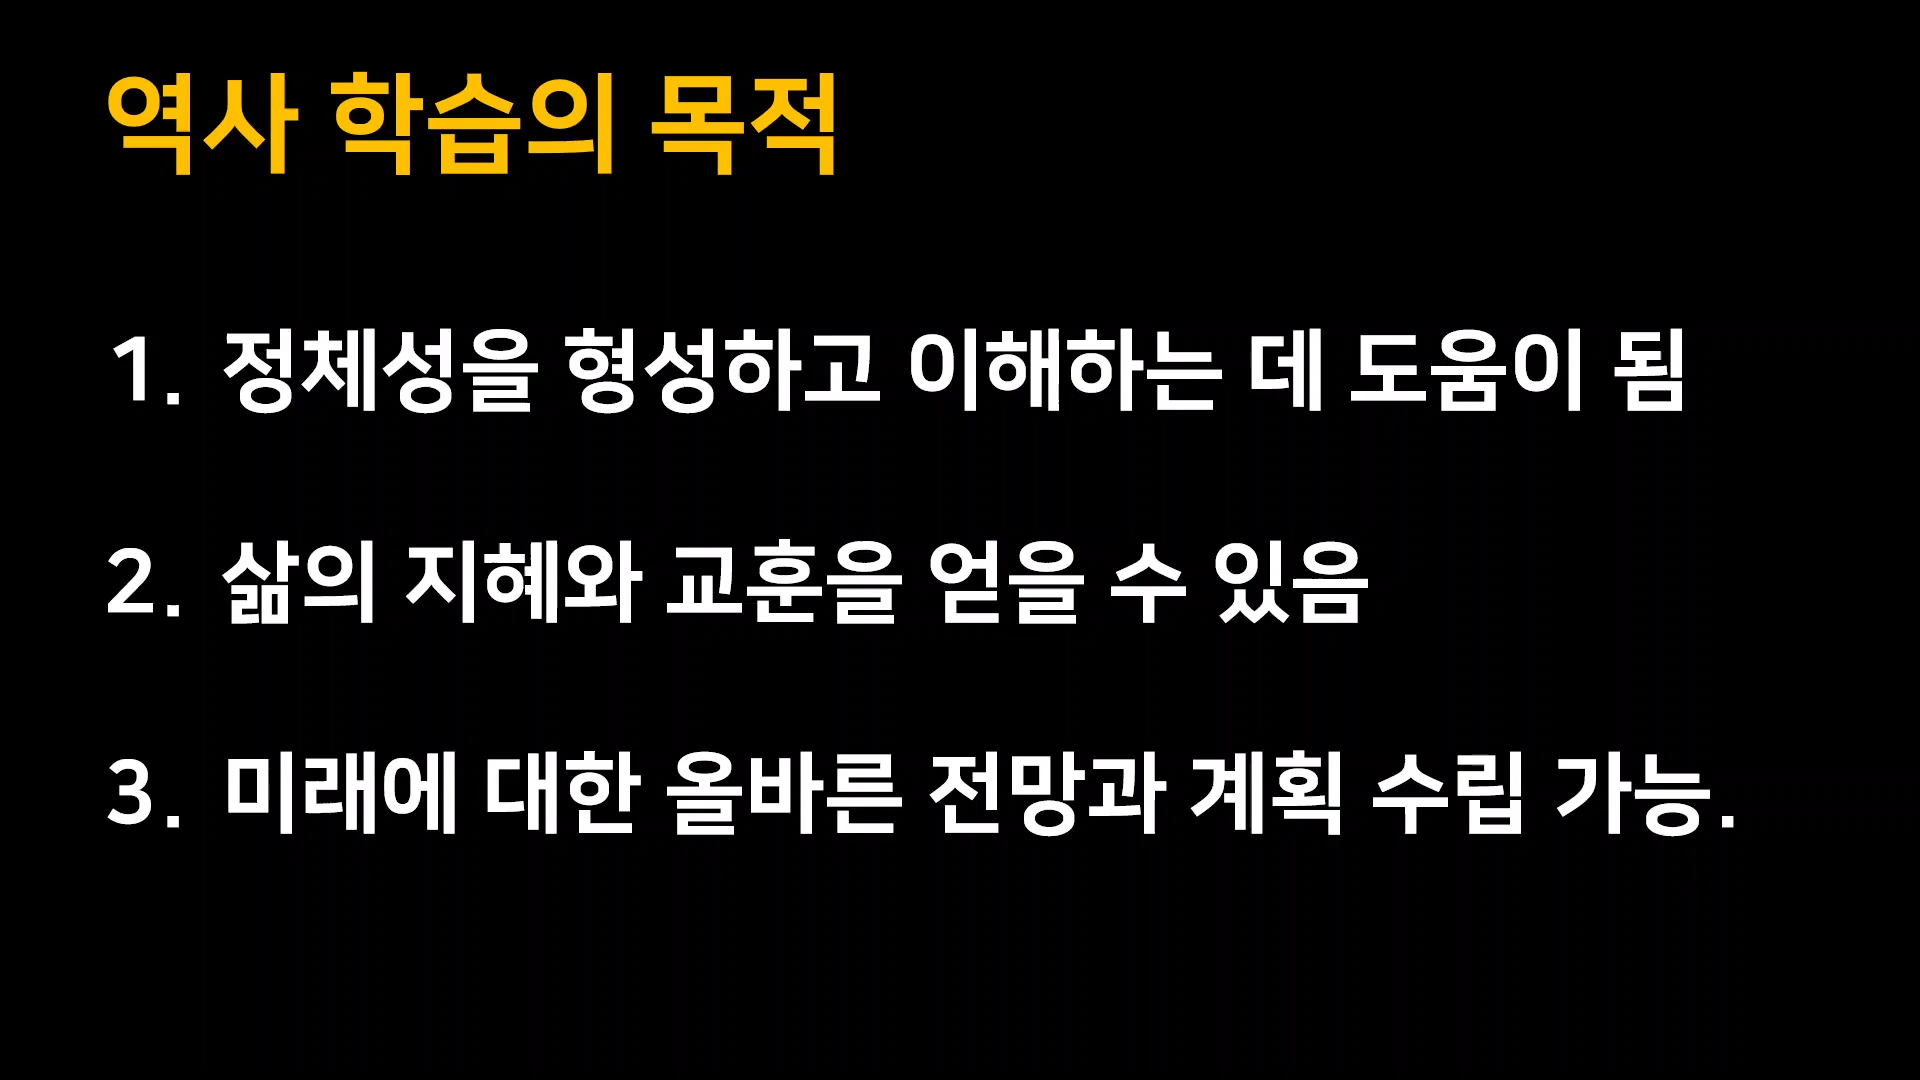 역사 학습의 목적
1. 정체성을 형성하고 이해하는 데 도움이 됨
2. 삶의 지혜와 교훈을 얻을 수 있음
3. 미래에 대한 올바른 전망과 계획 수립 가능.